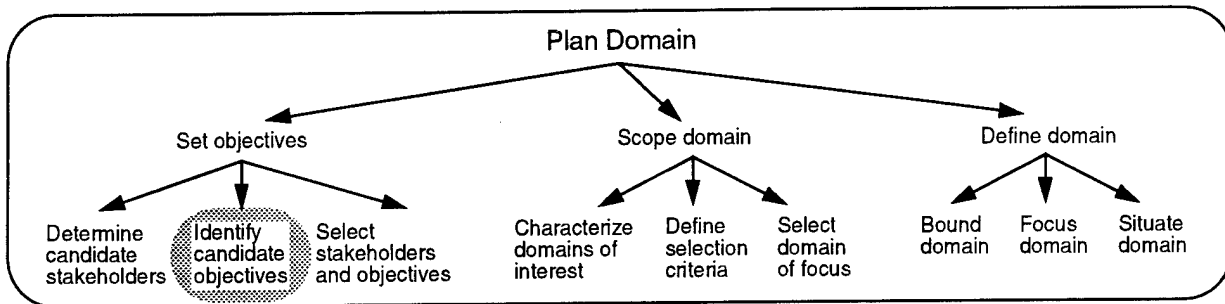 Plan Domain
Set objectives
Scope domain
Define domain
Determine
candidate
stakeholders
Identify
candidate
objectives
Select
stakeholders
and objectives
Characterize
domains of
interest
Define
selection
criteria
Select
domain
of focus
Bound
domain
Focus
domain
Situate
domain